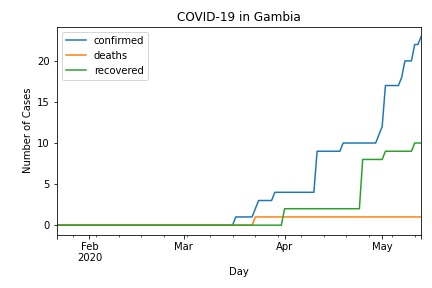 COVID-19 in Gambia
confirmed
deaths
recovered
Number of Cases
20
15
10
5
0
Feb
2020
Mar
Apr
May
Day